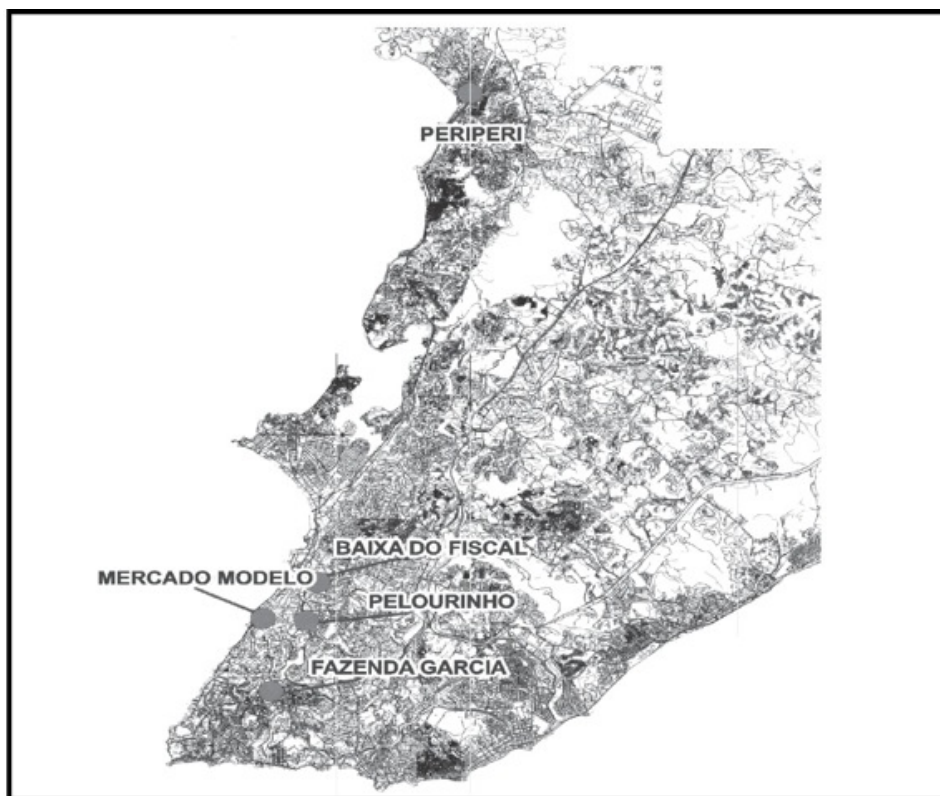 PERIPERI
BAIXA DO FISCAL
MERCADO MODELO
PELOURINHO
FAZENDA GARCIA